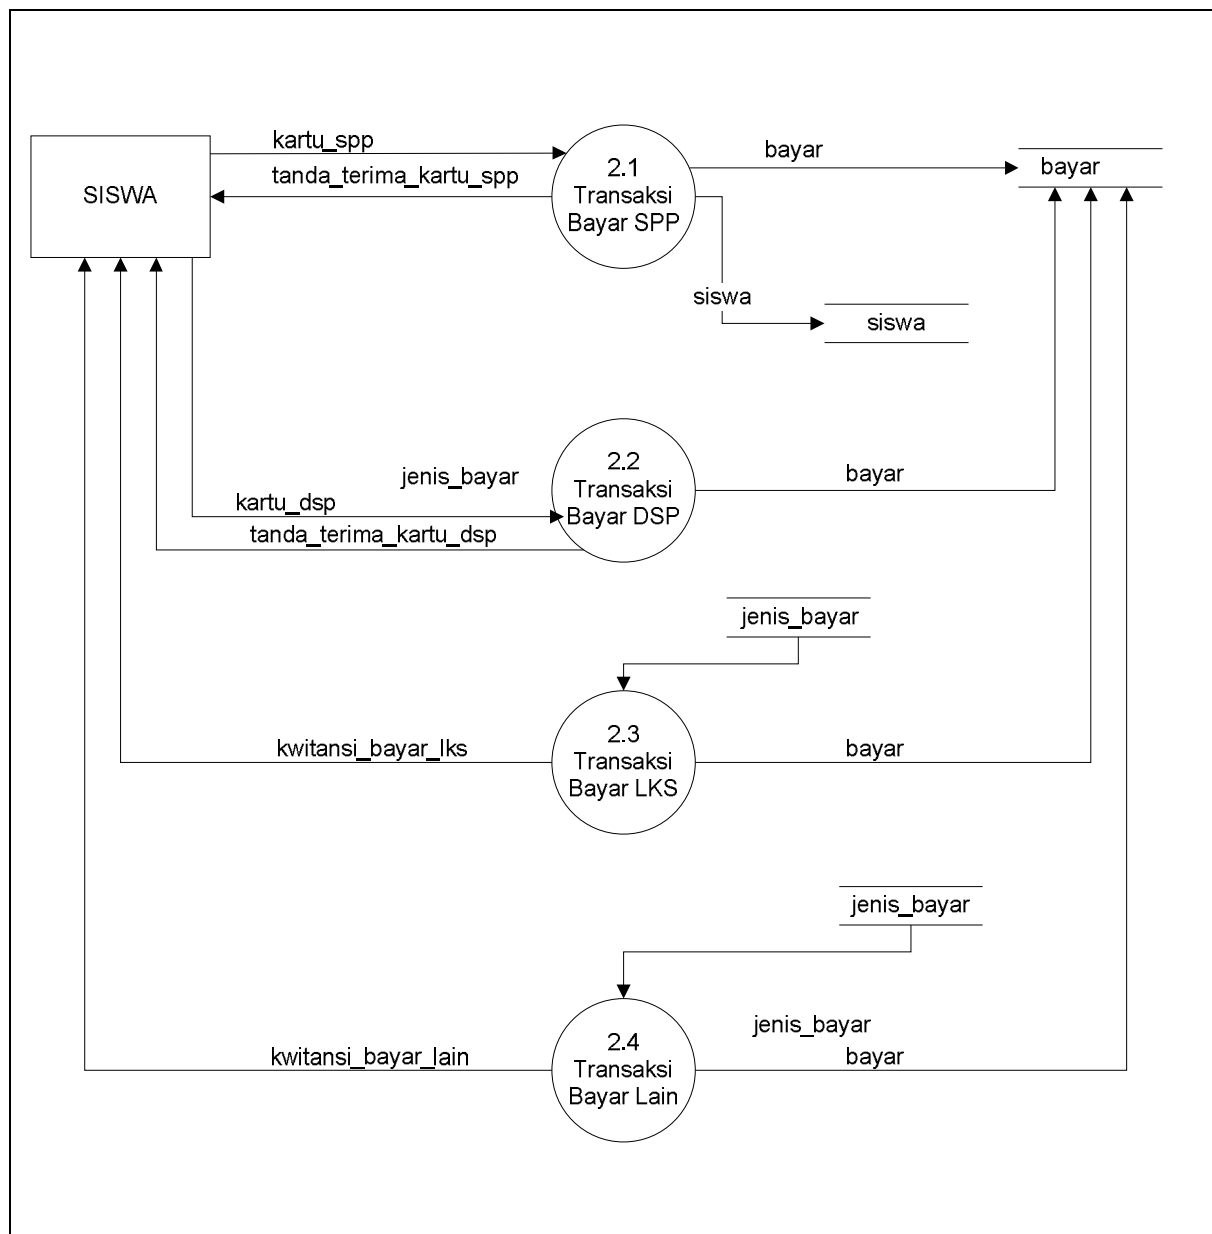 kartu_spp
tanda_terima_kartu_spp
SISWA
2.1
Transaksi
Bayar SPP
bayar
bayar
siswa
siswa
jenis_bayar
kartu_dsp
tanda_terima_kartu_dsp
2.2
Transaksi
Bayar DSP
bayar
jenis_bayar
kwitansi_bayar_lks
2.3
Transaksi
Bayar LKS
bayar
jenis_bayar
kwitansi_bayar_lain
2.4
Transaksi
Bayar Lain
jenis_bayar
bayar